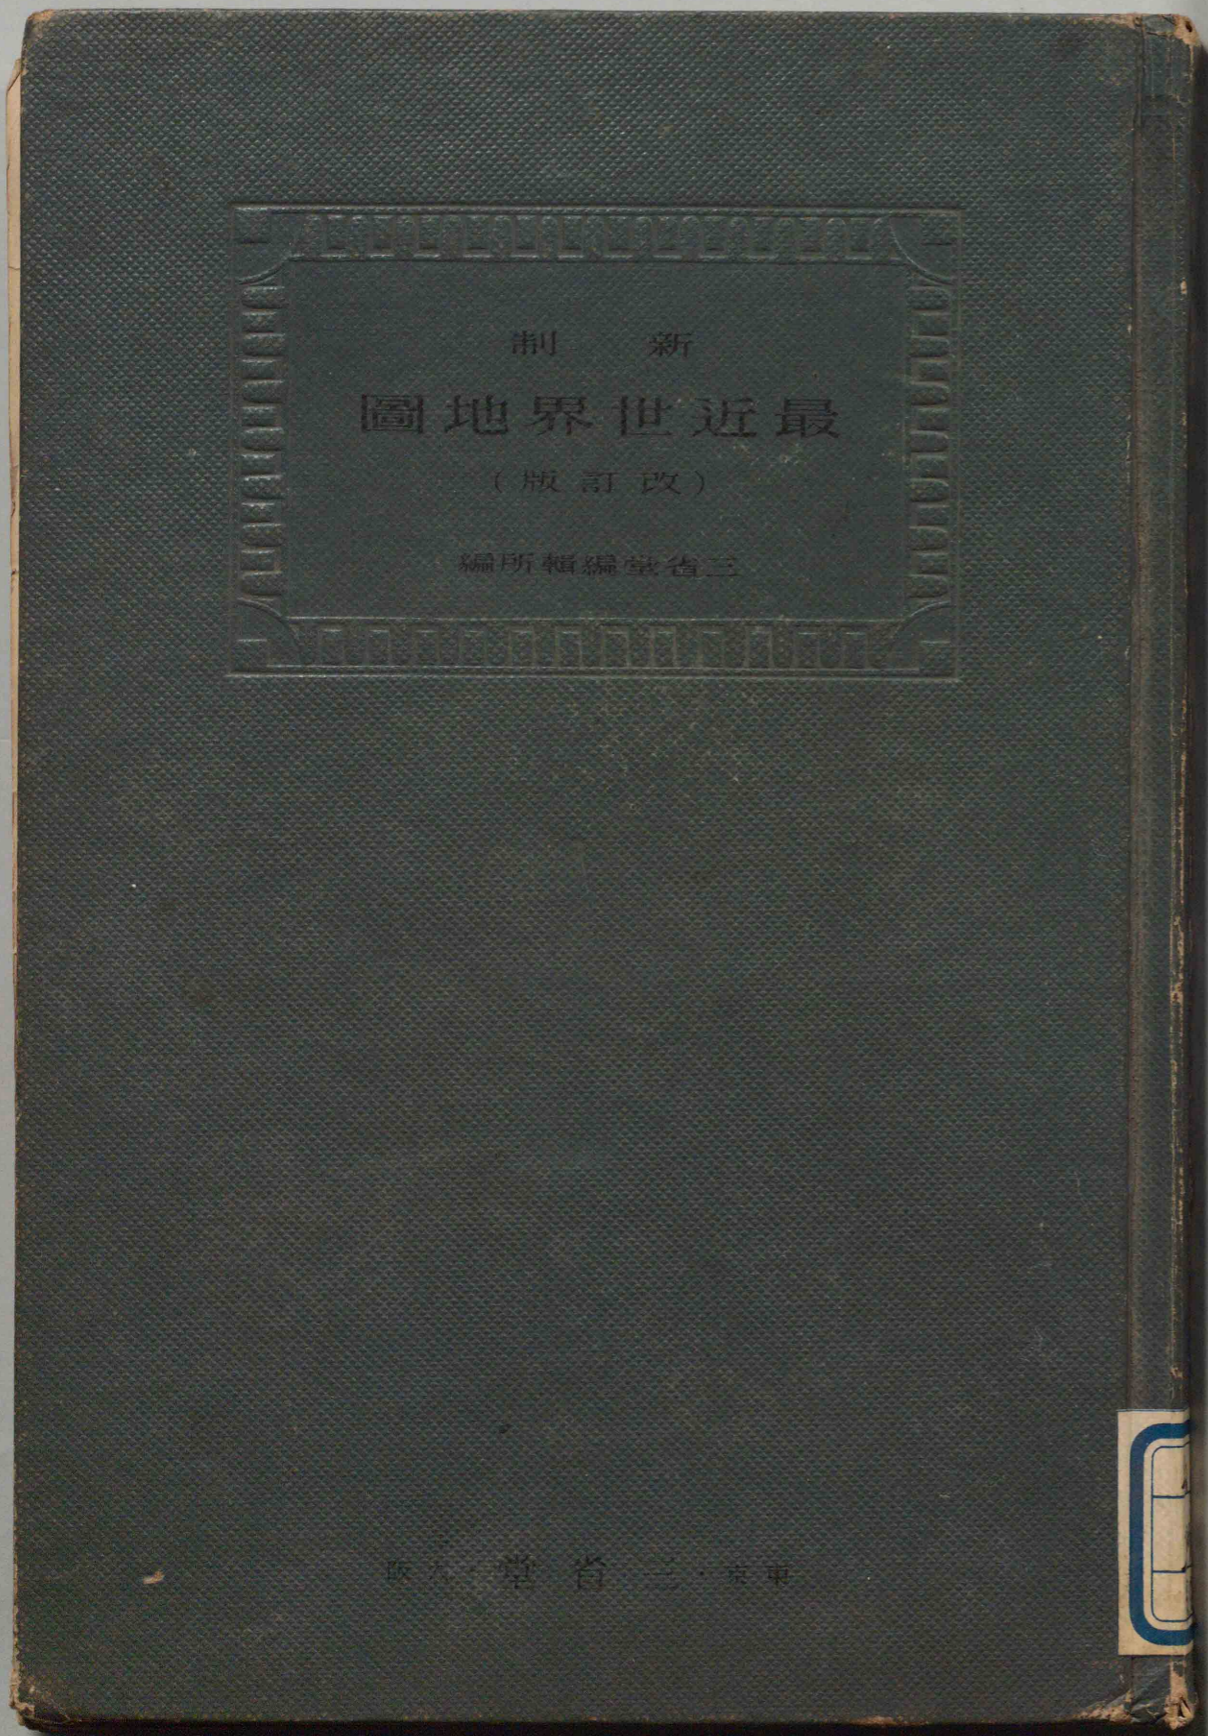 新制
最近世界地圖
(改訂版)
三省堂編輯所編
東京・三省堂・大阪